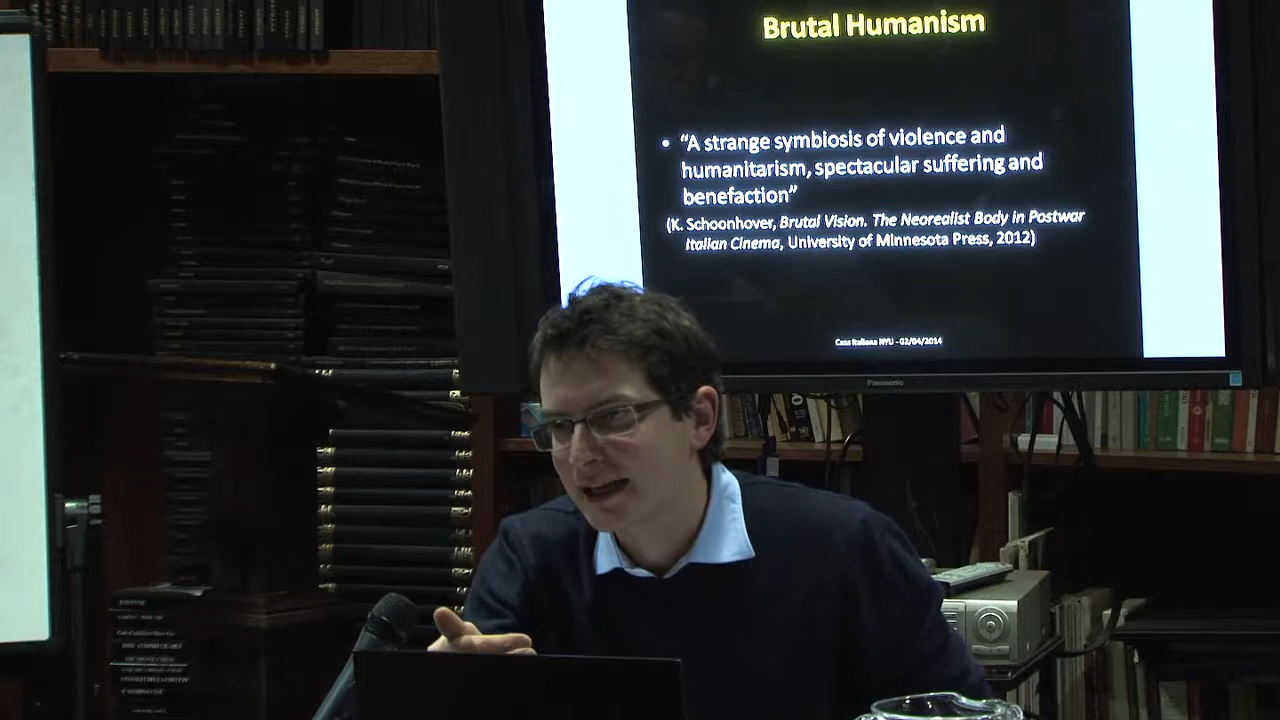 Brutal Humanism
• “A strange symbiosis of violence and
humanitarism, spectacular suffering and
benefaction”
(K. Schoonhover, Brutal Vision. The Neorealist Body in Postwar
Italian Cinema, University of Minnesota Press, 2012)
Casa Italiana NYU - 02/04/2014
Panasonic